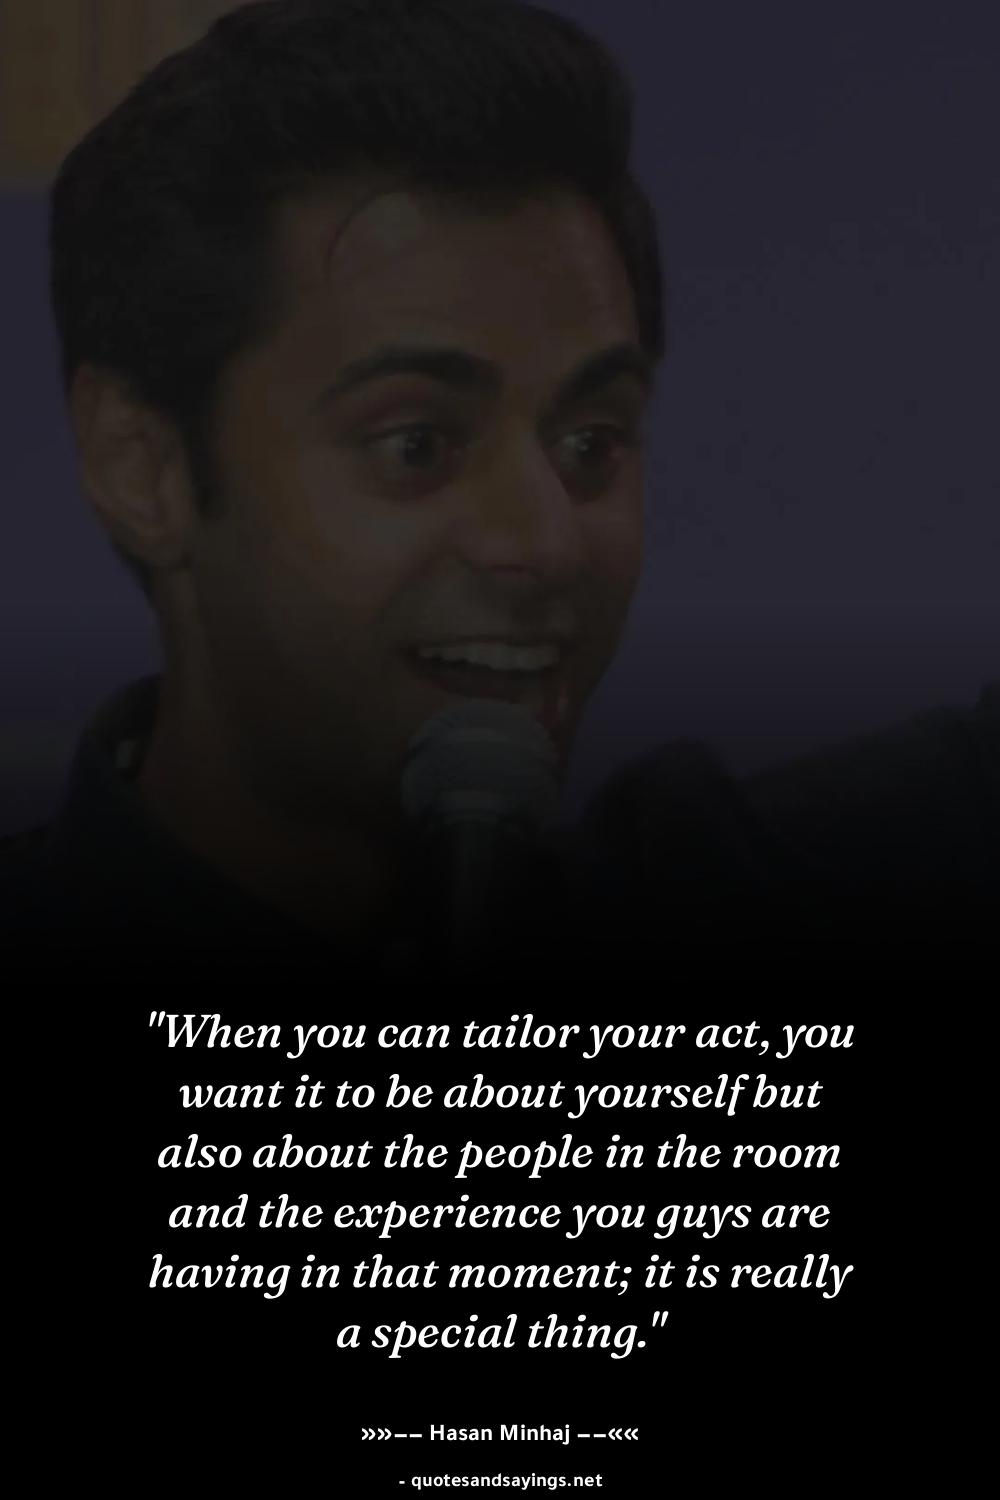 "When you can tailor your act, you
want it to be about yourself but
also about the people in the room
and the experience you guys are
having in that moment; it is really
a special thing."
»»−− Hasan Minhaj −−««
- quotesandsayings.net